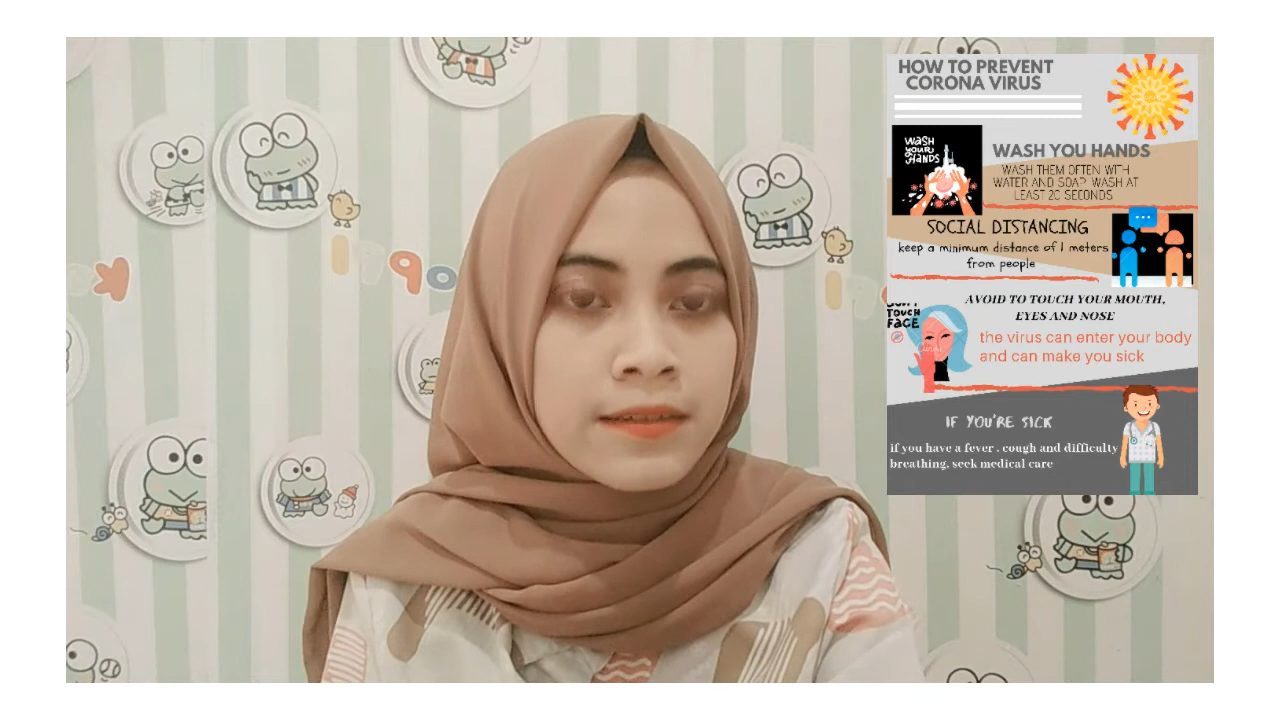 HOW TO PREVENT
CORONA VIRUS
WASH
YOUR
HANDS
WASH YOU HANDS
WASH THEM OFTEN WITH
WATER AND SOAP. WASH AT
LEAST 20 SECONDS
SOCIAL DISTANCING
keep a minimum distance of 1 meters
from people
TOUCH
FACE
AVOID TO TOUCH YOUR MOUTH,
EYES AND NOSE
the virus can enter your body
and can make you sick
IF YOU'RE SICK
if you have a fever , cough and difficulty
breathing, seek medical care